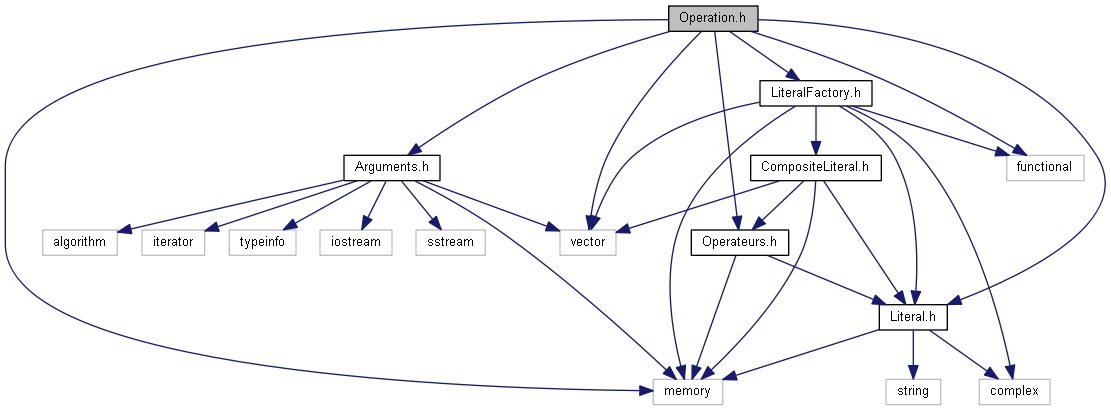 Operation.h
LiteralFactory.h
Arguments.h
CompositeLiteral.h
functional
algorithm
iterator
typeinfo
iostream
sstream
vector
Operateurs.h
Literal.h
memory
string
complex